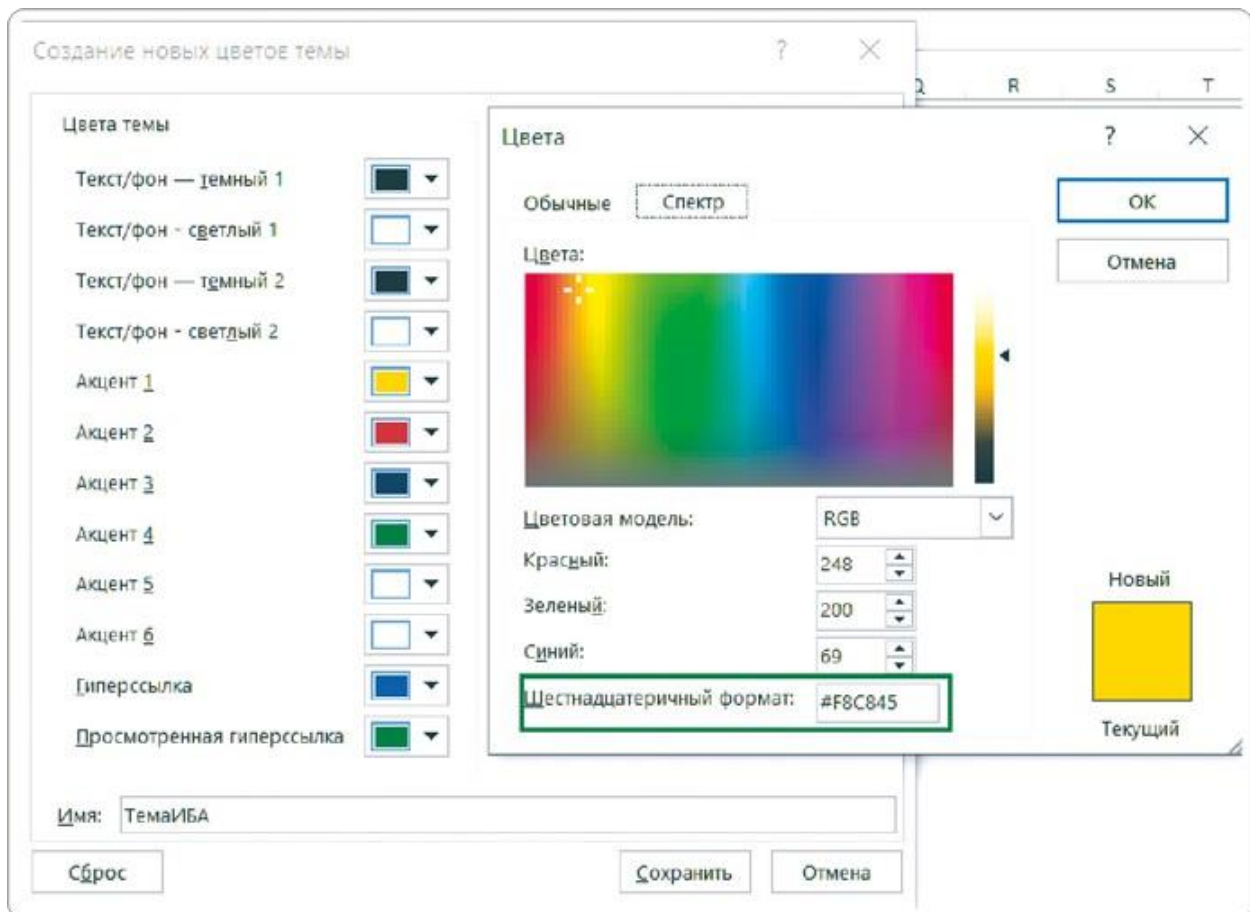 Создание новых цветов темы
?
Q R S T
Цвета темы
Текст/фон — темный 1
Текст/фон - светлый 1
Текст/фон — темный 2
Текст/фон - светлый 2
Акцент 1
Акцент 2
Акцент 3
Акцент 4
Акцент 5
Акцент 6
Гиперссылка
Просмотренная гиперссылка
Имя: ТемаИБА
Сброс
Сохранить
Отмена
Цвета
?
Обычные
Спектр
OK
Отмена
Цвета:
Цветовая модель: RGB
Красный: 248
Зеленый: 200
Синий: 69
Шестнадцатеричный формат: #F8C845
Новый
Текущий